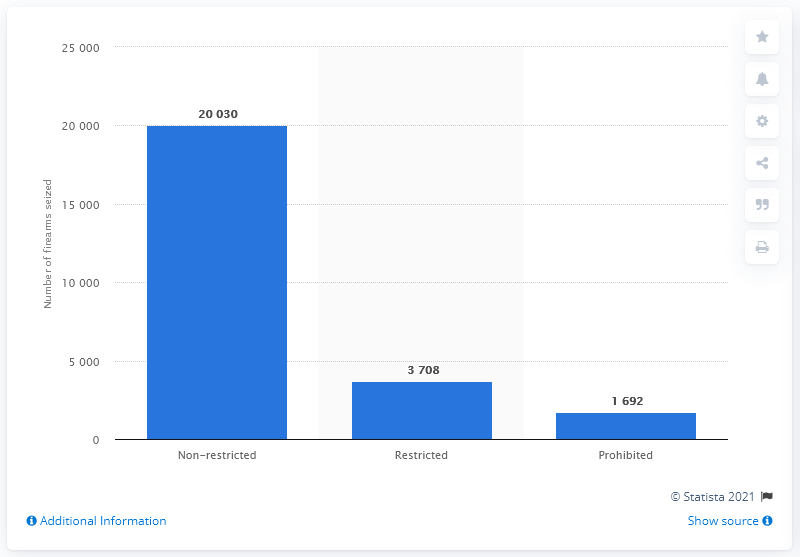 25 000
20 000
15 000
10 000
5 000
0
Number of firearms seized
20 030
3 708
1 692
Non-restricted
Restricted
Prohibited
© Statista 2021
Additional Information
Show source